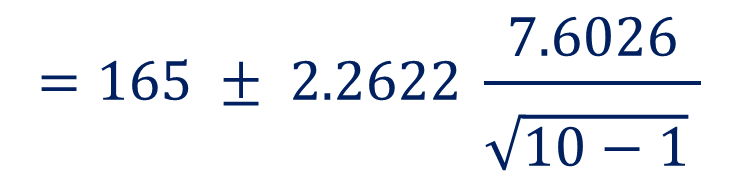 = 165 ± 2.2622 7.6026 / √10 − 1